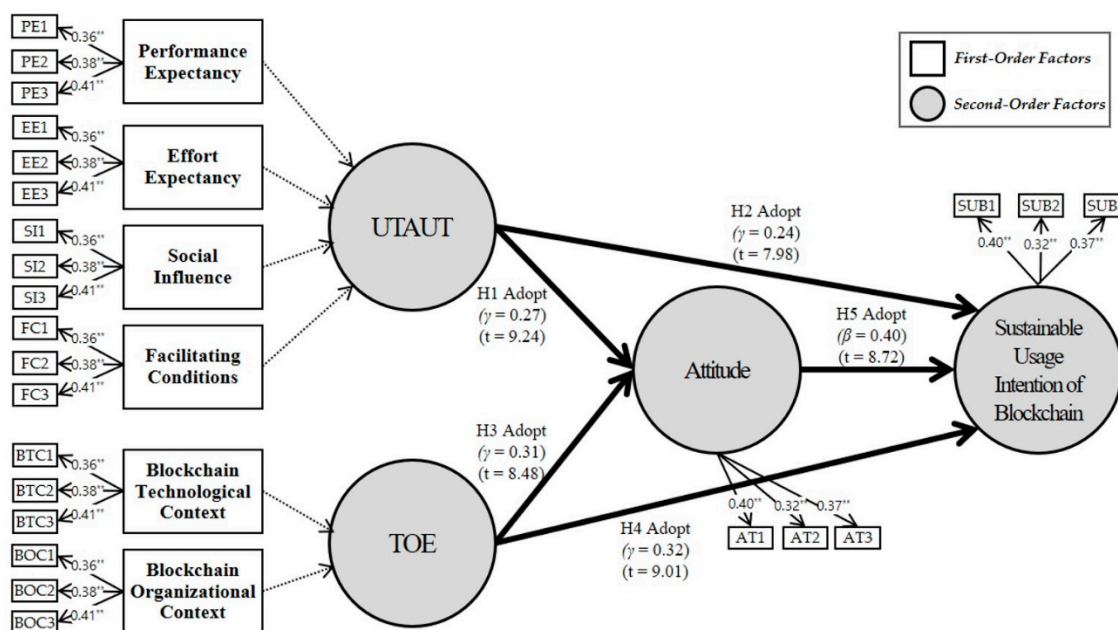 PE1
0.36**
PE2
0.38**
PE3
0.41**
Performance
Expectancy
EE1
0.36**
EE2
0.38**
EE3
0.41**
Effort
Expectancy
SI1
0.36**
SI2
0.38**
SI3
0.41**
Social
Influence
FC1
0.36**
FC2
0.38**
FC3
0.41**
Facilitating
Conditions
BTC1
0.36**
BTC2
0.38**
BTC3
0.41**
Blockchain
Technological
Context
BOC1
0.36**
BOC2
0.38**
BOC3
0.41**
Blockchain
Organizational
Context
UTAUT
TOE
H1 Adopt
(γ = 0.27)
(t = 9.24)
H2 Adopt
(γ = 0.24)
(t = 7.98)
H3 Adopt
(γ = 0.31)
(t = 8.48)
H4 Adopt
(γ = 0.32)
(t = 9.01)
Attitude
H5 Adopt
(β = 0.40)
(t = 8.72)
0.40** 0.32** 0.37**
AT1 AT2 AT3
First-Order Factors
Second-Order Factors
SUB1 SUB2
0.40** 0.32** 0.37**
Sustainable
Usage
Intention of
Blockchain